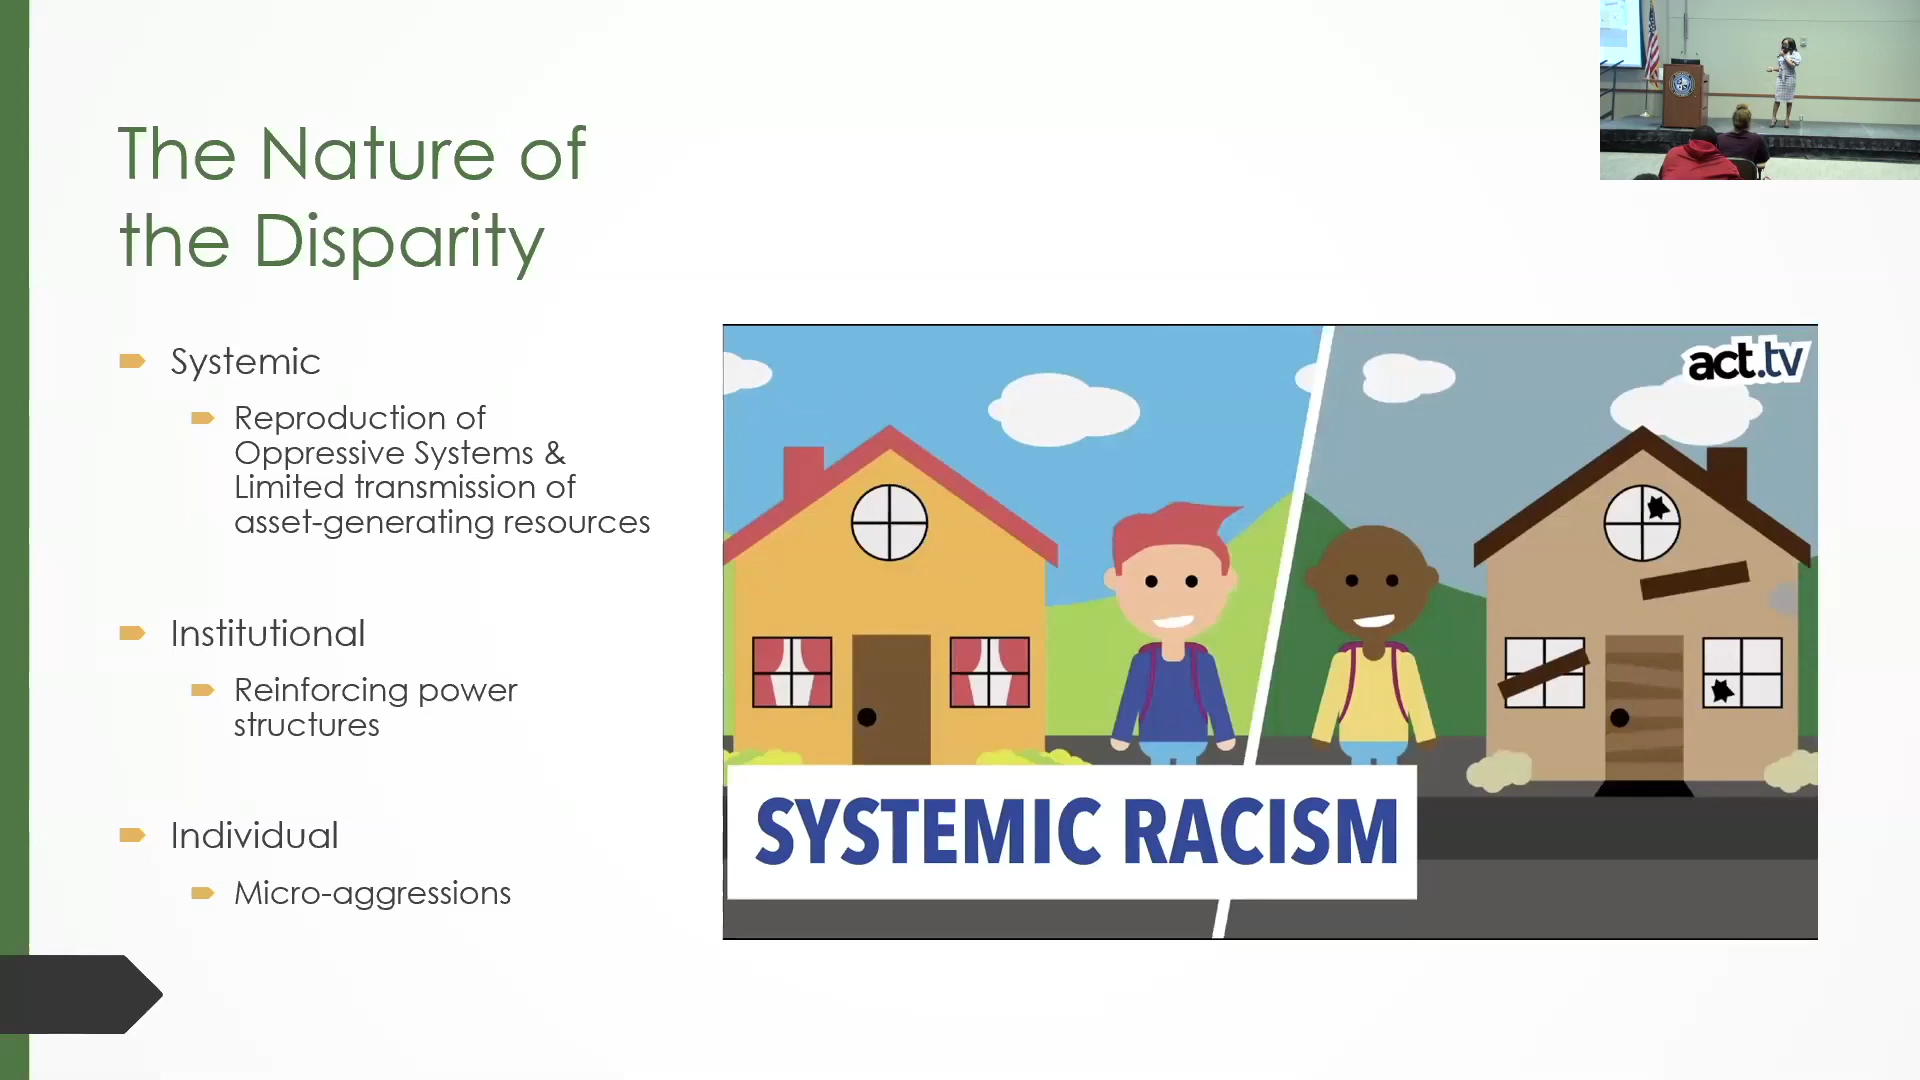 The Nature of
the Disparity
Systemic
Reproduction of
Oppressive Systems &
Limited transmission of
asset-generating resources
Institutional
Reinforcing power
structures
Individual
Micro-aggressions
act.tv
SYSTEMIC RACISM